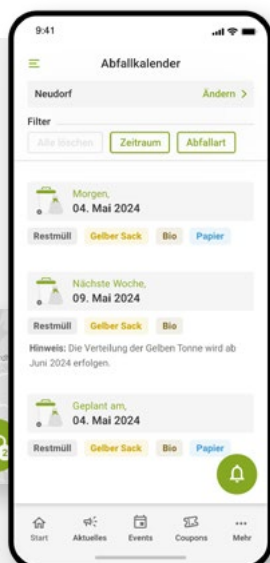 9:41
Abfallkalender
Neudorf Ändern >
Filter
Alle löschen Zeitraum Abfallart
Morgen,
04. Mai 2024
Restmüll Gelber Sack Bio Papier
Nächste Woche,
09. Mai 2024
Restmüll Gelber Sack Bio
Hinweis: Die Verteilung der Gelben Tonne wird ab
Juni 2024 erfolgen.
Geplant am,
04. Mai 2024
Restmüll Gelber Sack Bio Papier
Start Aktuelles Events Coupons Mehr